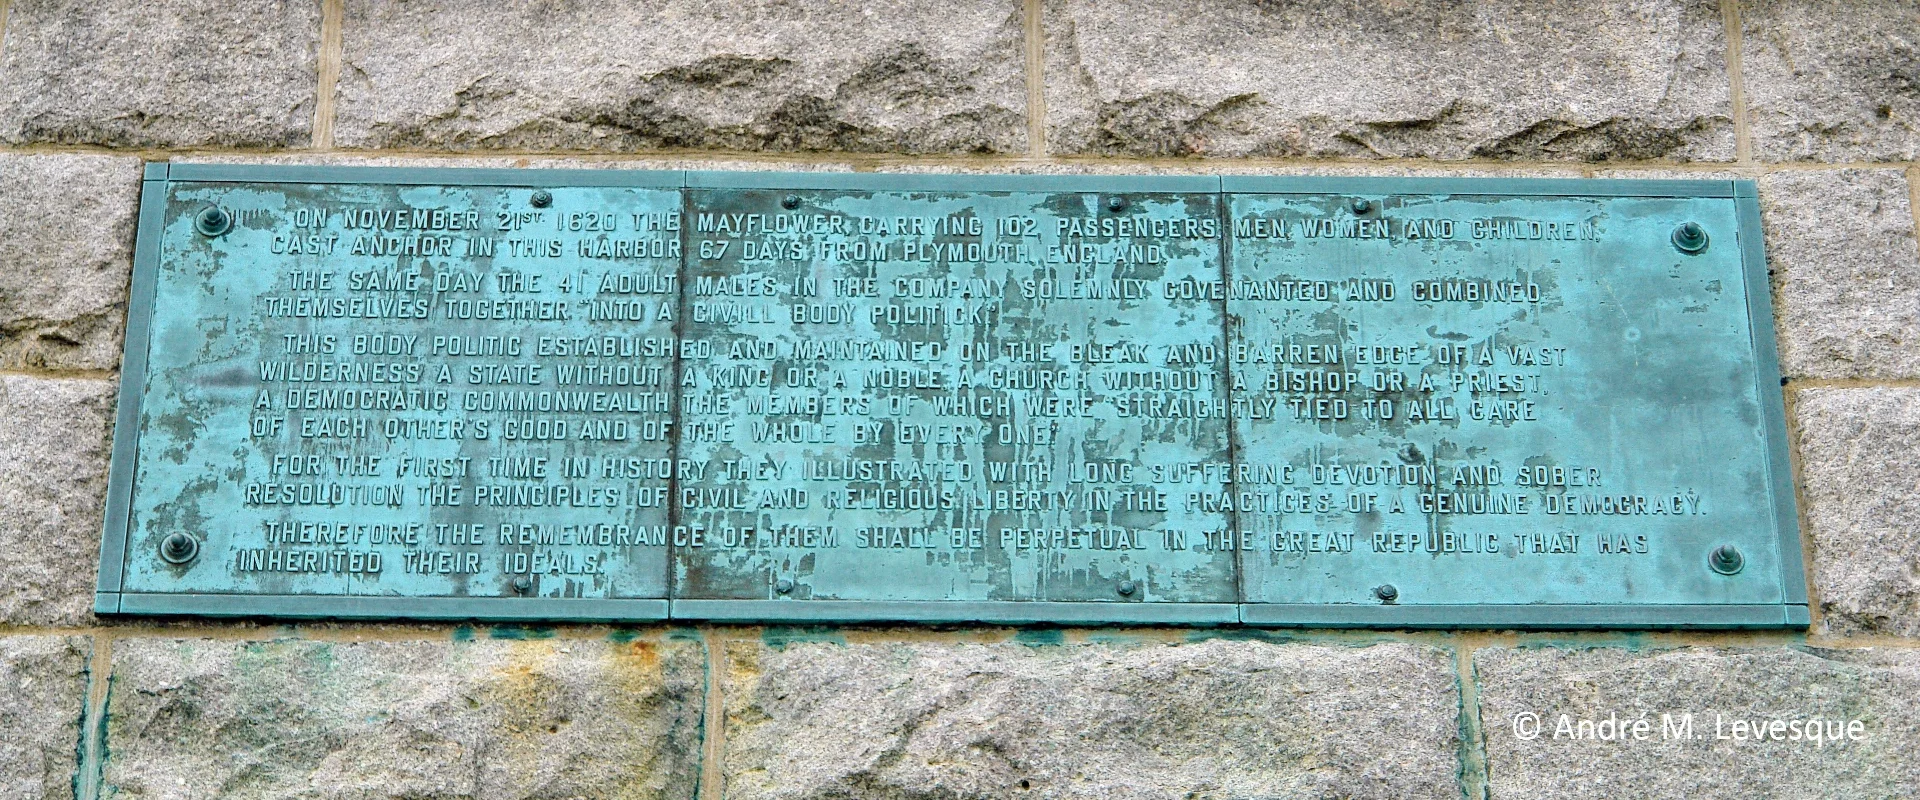 ON NOVEMBER 21ST. 1620 THE MAYFLOWER, CARRYING 102 PASSENGERS, MEN, WOMEN, AND CHILDREN,
CAST ANCHOR IN THIS HARBOR 67 DAYS FROM PLYMOUTH, ENGLAND.
THE SAME DAY THE 41 ADULT MALES IN THE COMPANY SOLEMNLY COVENANTED AND COMBINED
THEMSELVES TOGETHER "INTO A CIVILL BODY POLITICK."
THIS BODY POLITIC ESTABLISHED AND MAINTAINED ON THE BLEAK AND BARREN EDGE OF A VAST
WILDERNESS A STATE WITHOUT A KING OR A NOBLE, A CHURCH WITHOUT A BISHOP OR A PRIEST,
A DEMOCRATIC COMMONWEALTH THE MEMBERS OF WHICH WERE "STRAIGHTLY TIED TO ALL CARE
OF EACH OTHER'S GOOD AND OF THE WHOLE BY EVERY ONE."
FOR THE FIRST TIME IN HISTORY THEY ILLUSTRATED WITH LONG SUFFERING DEVOTION AND SOBER
RESOLUTION THE PRINCIPLES OF CIVIL AND RELIGIOUS LIBERTY IN THE PRACTICES OF A GENUINE DEMOCRACY.
THEREFORE THE REMEMBRANCE OF THEM SHALL BE PERPETUAL IN THE GREAT REPUBLIC THAT HAS
INHERITED THEIR IDEALS.
© André M. Levesque